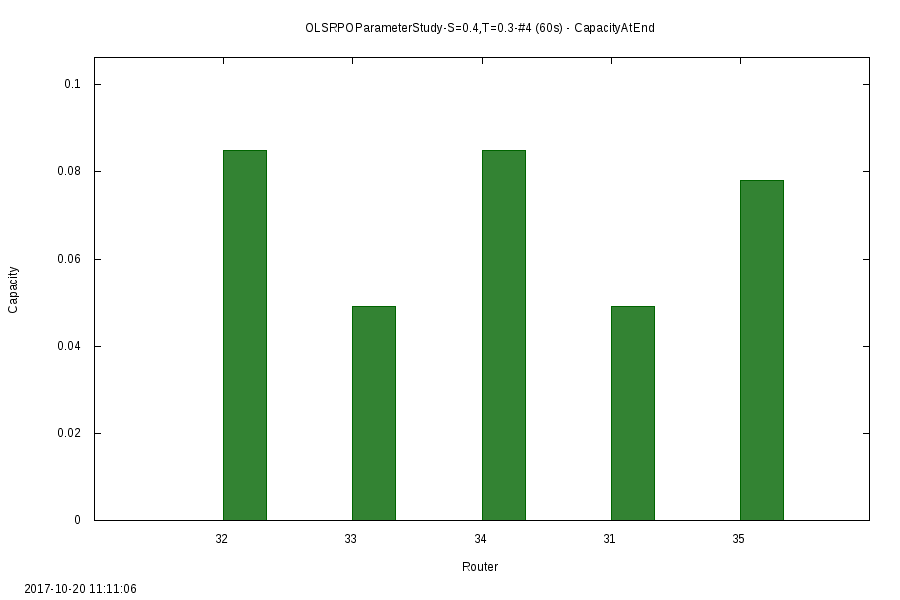 OLSRPOParameterStudy-S=0.4,T=0.3-#4 (60s) - CapacityAtEnd
0.1
0.08
0.06
0.04
0.02
0
Capacity
32 33 34 31 35
Router
2017-10-20 11:11:06